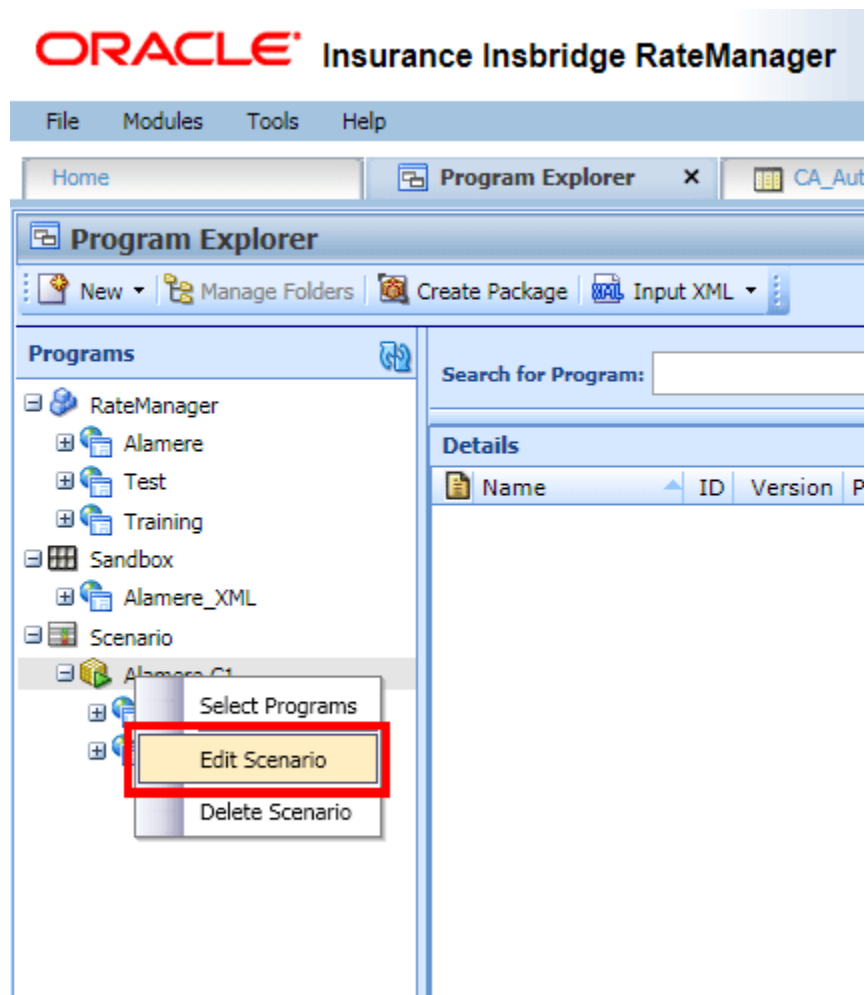 ORACLE' Insurance Insbridge RateManager
File Modules Tools Help
Home Program Explorer × CA_Aut
Program Explorer
New Manage Folders Create Package XML Input XML
Programs
Search for Program:
RateManager
Alamere
Details
Test
Name ID Version P
Training
Sandbox
Alamere_XML
Scenario
Select Programs
Edit Scenario
Delete Scenario